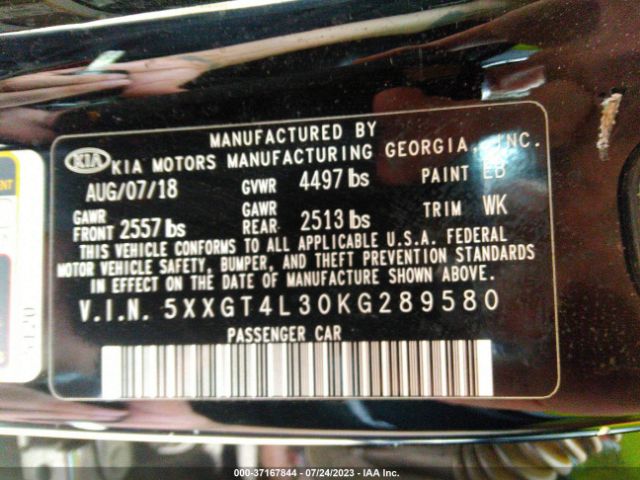 MANUFACTURED BY
KIA KIA MOTORS MANUFACTURING GEORGIA, INC.
AUG/07/18 GVWR 4497 lbs PAINT EB
GAWR FRONT 2557 lbs GAWR REAR 2513 lbs TRIM WK
THIS VEHICLE CONFORMS TO ALL APPLICABLE U.S.A. FEDERAL
MOTOR VEHICLE SAFETY, BUMPER, AND THEFT PREVENTION STANDARDS
IN EFFECT ON THE DATE OF MANUFACTURE SHOWN ABOVE.
V.I.N. 5XXGT4L30KG289580
PASSENGER CAR
000-37167844 / 07/24/2023 - IAA Inc.